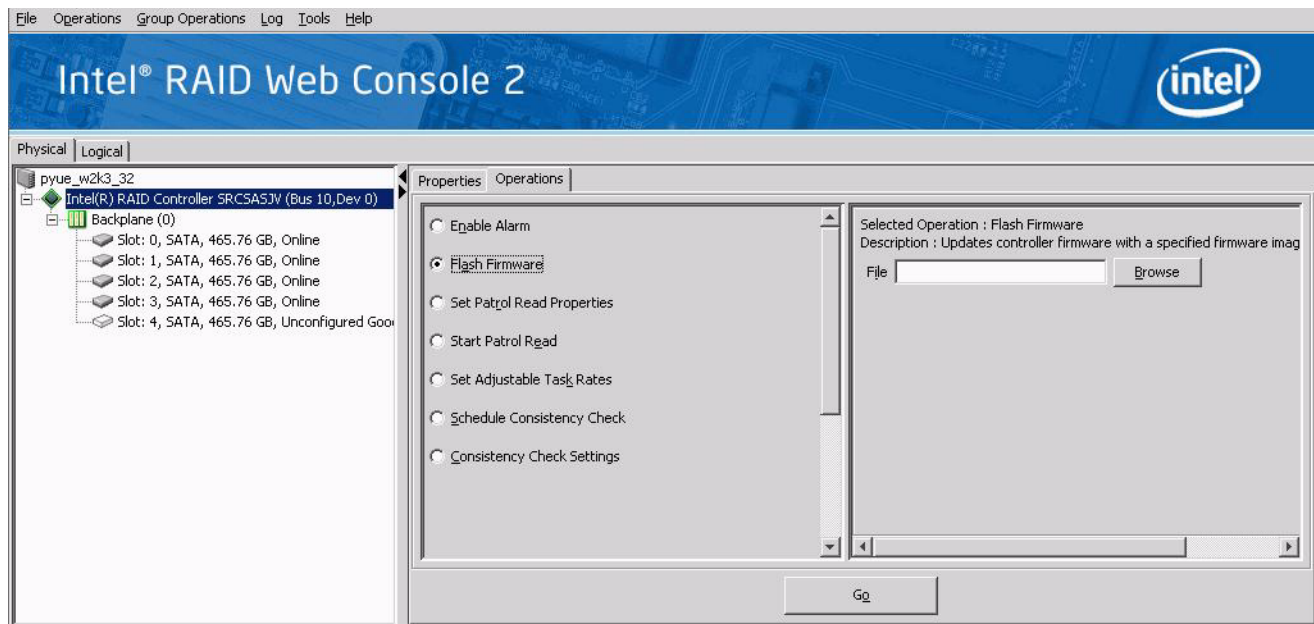 File Operations Group Operations Log Tools Help
Intel® RAID Web Console 2
intel
Physical Logical
pyue_w2k3_32
Intel(R) RAID Controller SRCSASJV (Bus 10,Dev 0)
Backplane (0)
Slot: 0, SATA, 465.76 GB, Online
Slot: 1, SATA, 465.76 GB, Online
Slot: 2, SATA, 465.76 GB, Online
Slot: 3, SATA, 465.76 GB, Online
Slot: 4, SATA, 465.76 GB, Unconfigured Goo
Properties Operations
Enable Alarm
Flash Firmware
Set Patrol Read Properties
Start Patrol Read
Set Adjustable Task Rates
Schedule Consistency Check
Consistency Check Settings
Selected Operation : Flash Firmware
Description : Updates controller firmware with a specified firmware imag
File Browse
Go